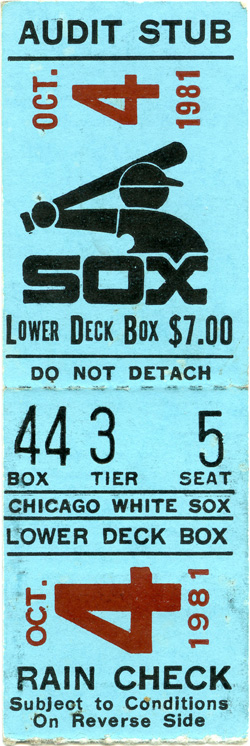 AUDIT STUB
OCT. 4 1981
SOX
LOWER DECK BOX $7.00
DO NOT DETACH
44 3 5
BOX TIER SEAT
CHICAGO WHITE SOX
LOWER DECK BOX
OCT. 4 1981
RAIN CHECK
Subject to Conditions
On Reverse Side